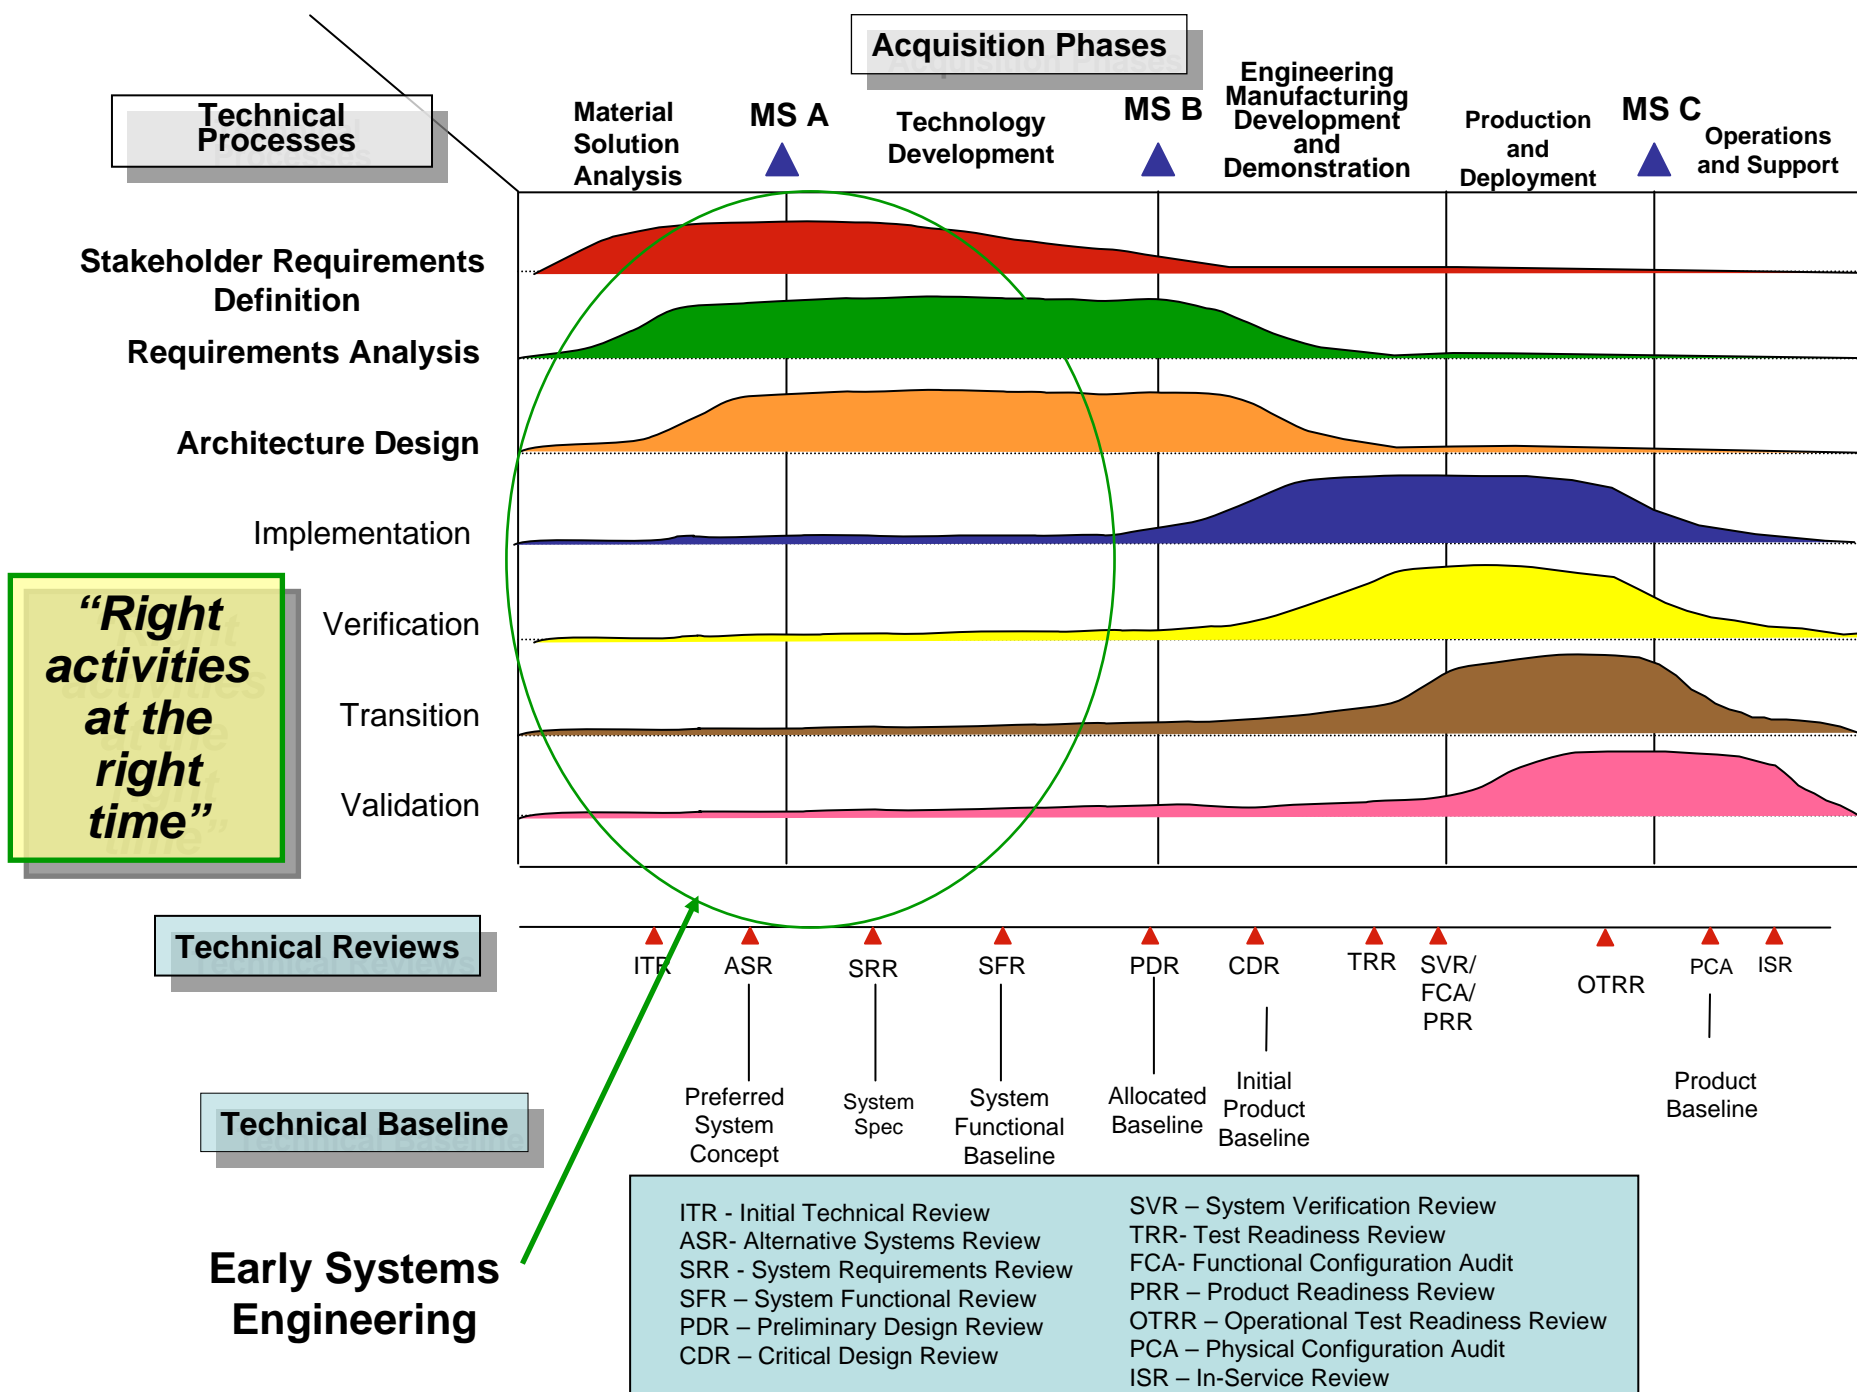 Acquisition Phases
Technical
Processes
Material
Solution
Analysis
MS A
Technology
Development
MS B
Engineering
Manufacturing
Development
and
Demonstration
Production
and
Deployment
MS C
Operations
and Support
Stakeholder Requirements
Definition
Requirements Analysis
Architecture Design
Implementation
Verification
Transition
Validation
“Right
activities
at the
right
time”
Technical Reviews
ITR
ASR
SRR
SFR
PDR
CDR
TRR
SVR/
FCA/
PRR
OTRR
PCA
ISR
Technical Baseline
Preferred
System
Concept
System
Spec
System
Functional
Baseline
Allocated
Baseline
Initial
Product
Baseline
Product
Baseline
Early Systems
Engineering
ITR - Initial Technical Review
ASR- Alternative Systems Review
SRR - System Requirements Review
SFR – System Functional Review
PDR – Preliminary Design Review
CDR – Critical Design Review
SVR – System Verification Review
TRR- Test Readiness Review
FCA- Functional Configuration Audit
PRR – Product Readiness Review
OTRR – Operational Test Readiness Review
PCA – Physical Configuration Audit
ISR – In-Service Review